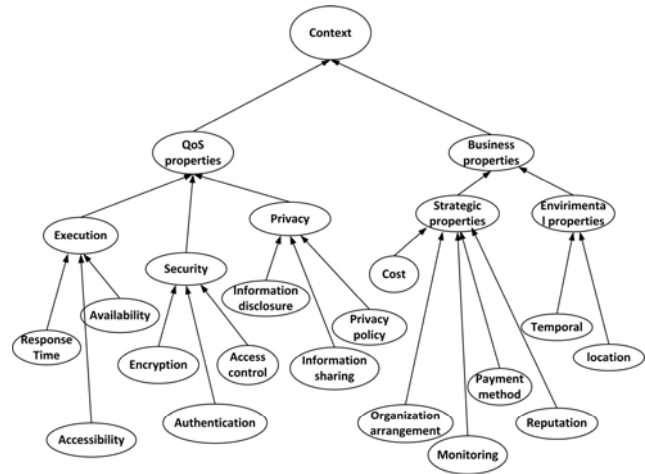 Context
QoS
properties
Business
properties
Execution
Security
Privacy
Strategic
properties
Envirimenta
l properties
Response
Time
Availability
Accessibility
Encryption
Authentication
Access
control
Information
disclosure
Information
sharing
Privacy
policy
Cost
Organization
arrangement
Monitoring
Payment
method
Reputation
Temporal
location